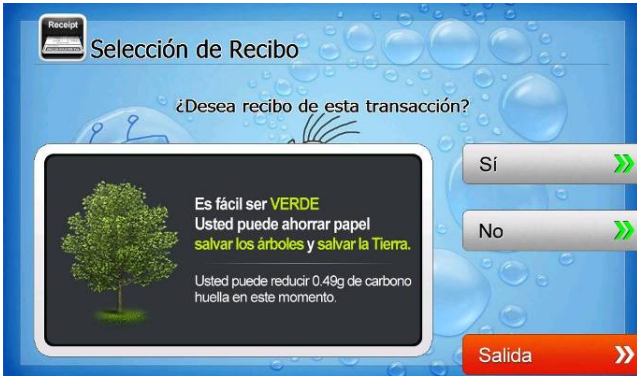 Receipt
Selección de Recibo
¿Desea recibo de esta transacción?
Es fácil ser VERDE
Usted puede ahorrar papel
salvar los árboles y salvar la Tierra.
Usted puede reducir 0.49g de carbono
huella en este momento.
Sí
No
Salida